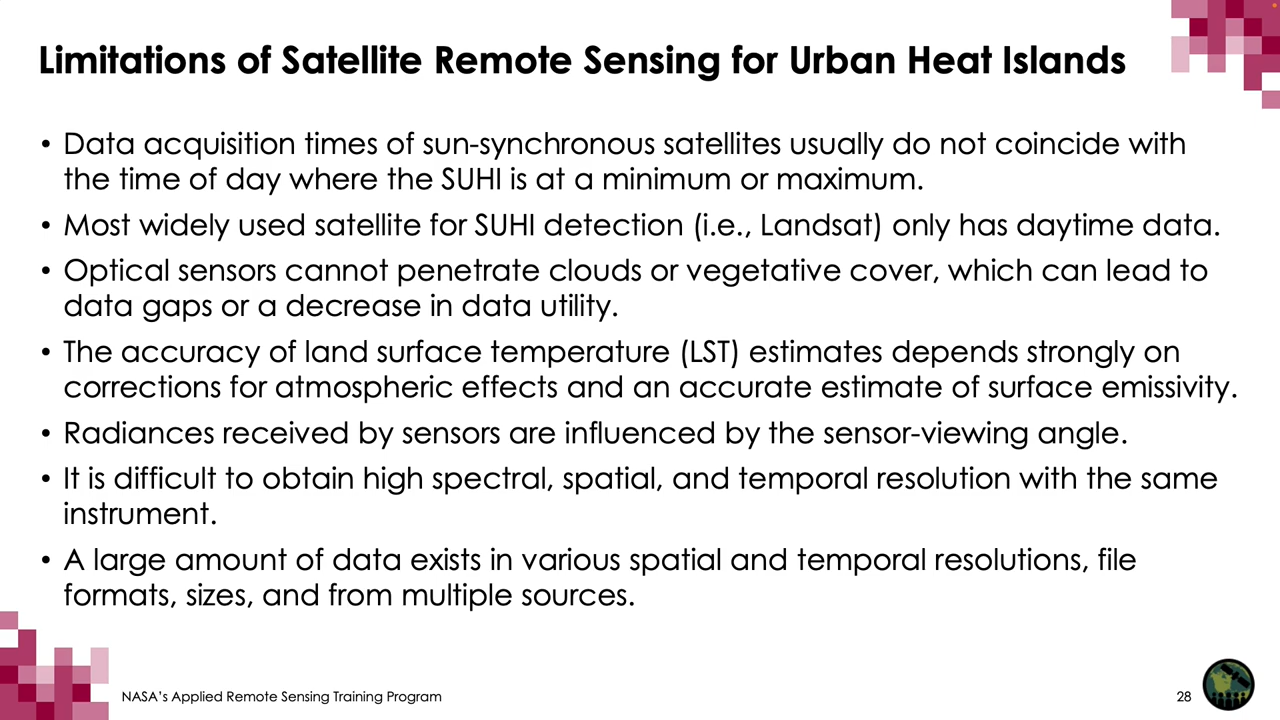 Limitations of Satellite Remote Sensing for Urban Heat Islands
• Data acquisition times of sun-synchronous satellites usually do not coincide with
the time of day where the SUHI is at a minimum or maximum.
• Most widely used satellite for SUHI detection (i.e., Landsat) only has daytime data.
• Optical sensors cannot penetrate clouds or vegetative cover, which can lead to
data gaps or a decrease in data utility.
• The accuracy of land surface temperature (LST) estimates depends strongly on
corrections for atmospheric effects and an accurate estimate of surface emissivity.
• Radiances received by sensors are influenced by the sensor-viewing angle.
• It is difficult to obtain high spectral, spatial, and temporal resolution with the same
instrument.
• A large amount of data exists in various spatial and temporal resolutions, file
formats, sizes, and from multiple sources.
NASA's Applied Remote Sensing Training Program
28